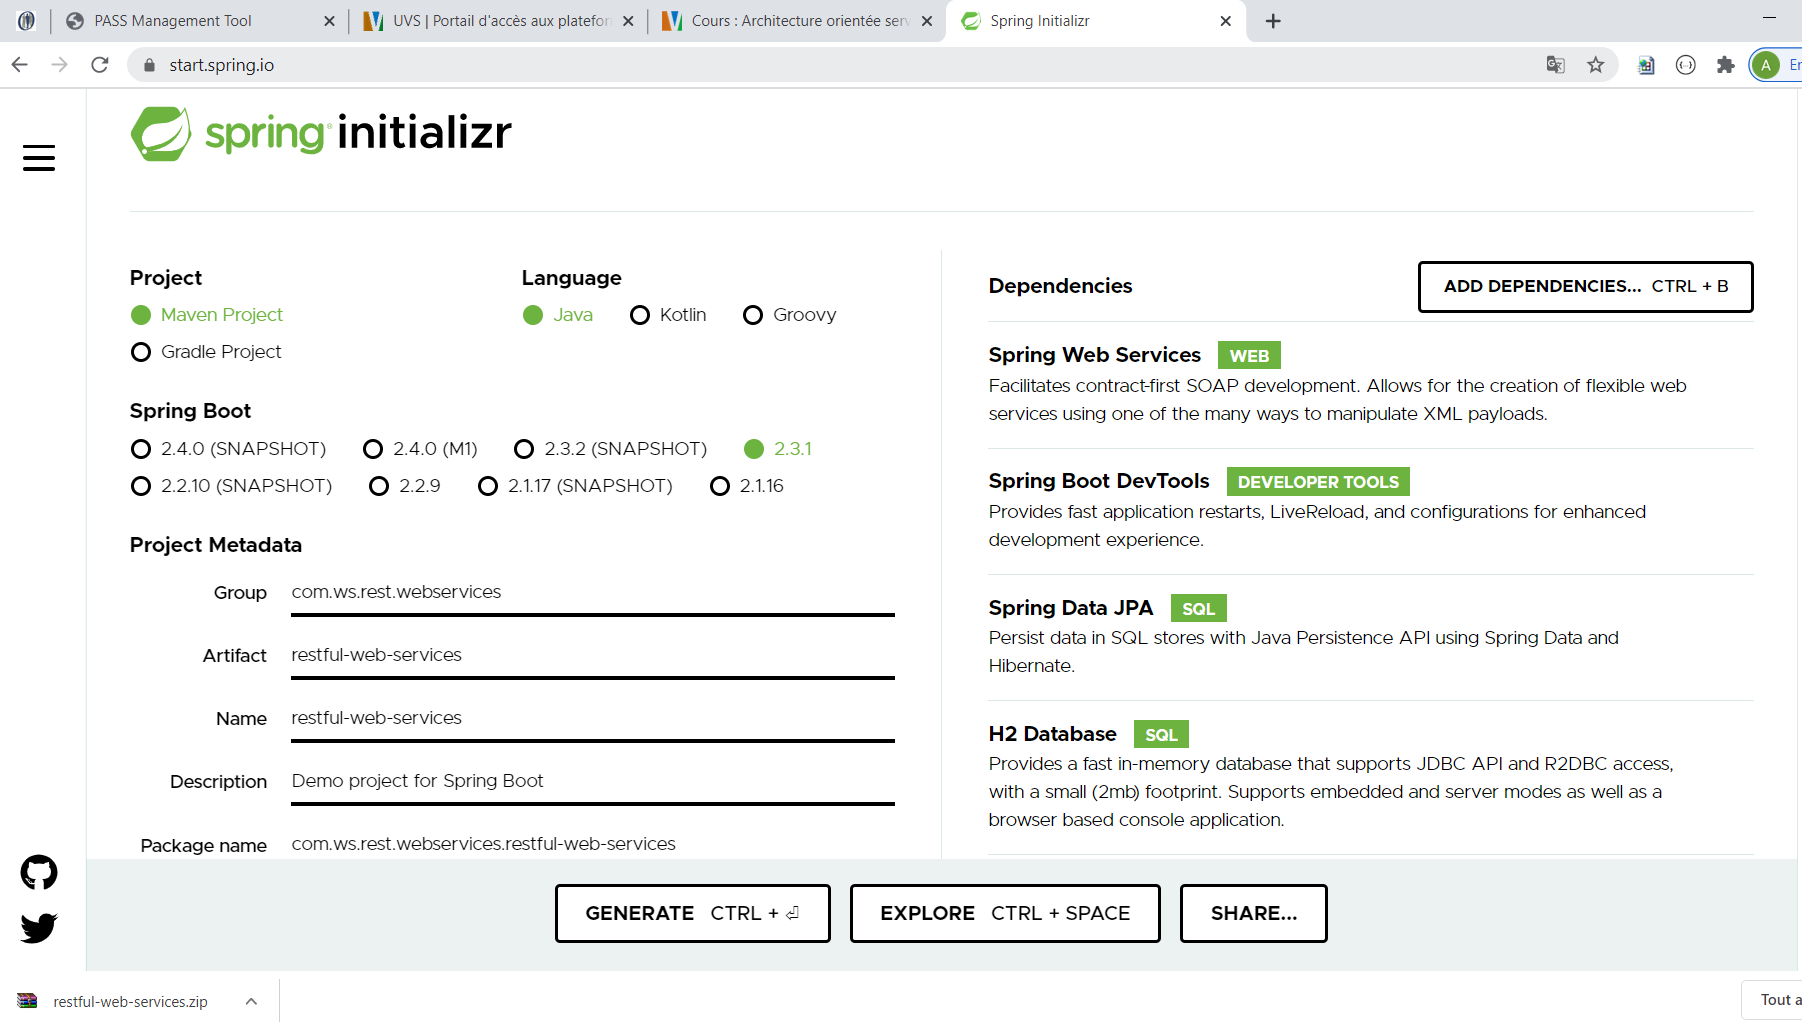 PASS Management Tool
UVS | Portail d'accès aux platefor
Cours : Architecture orientée serv
Spring Initializr
start.spring.io
A
spring initializr
Project
Maven Project
Gradle Project
Language
Java Kotlin Groovy
Spring Boot
2.4.0 (SNAPSHOT) 2.4.0 (M1) 2.3.2 (SNAPSHOT) 2.3.1
2.2.10 (SNAPSHOT) 2.2.9 2.1.17 (SNAPSHOT) 2.1.16
Project Metadata
Group com.ws.rest.webservices
Artifact restful-web-services
Name restful-web-services
Description Demo project for Spring Boot
Package name com.ws.rest.webservices.restful-web-services
Dependencies
ADD DEPENDENCIES... CTRL + B
Spring Web Services WEB
Facilitates contract-first SOAP development. Allows for the creation of flexible web
services using one of the many ways to manipulate XML payloads.
Spring Boot DevTools DEVELOPER TOOLS
Provides fast application restarts, LiveReload, and configurations for enhanced
development experience.
Spring Data JPA SQL
Persist data in SQL stores with Java Persistence API using Spring Data and
Hibernate.
H2 Database SQL
Provides a fast in-memory database that supports JDBC API and R2DBC access,
with a small (2mb) footprint. Supports embedded and server modes as well as a
browser based console application.
GENERATE CTRL + ⏎
EXPLORE CTRL + SPACE
SHARE...
restful-web-services.zip
Tout a